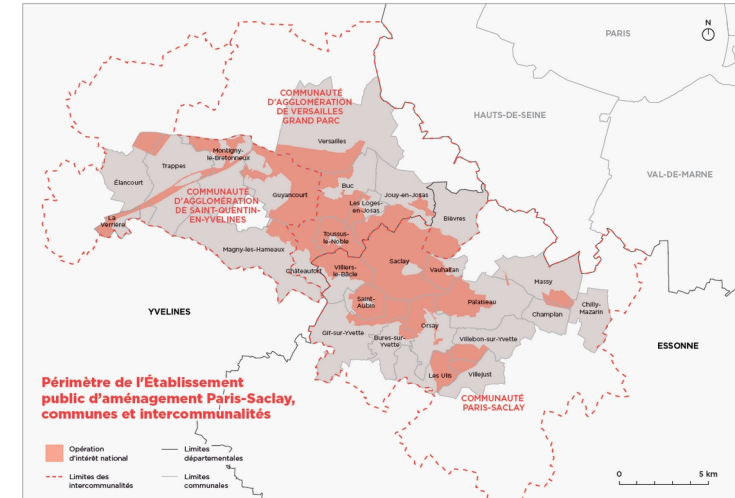 PARIS
N
COMMUNAUTÉ
D'AGGLOMÉRATION
DE VERSAILLES
GRAND PARC
HAUTS-DE-SEINE
Versailles
Montigny-
le-Bretonneux
Trappes
VAL-DE-MARNE
Élancourt
Buc
COMMUNAUTÉ
D'AGGLOMÉRATION
DE SAINT-QUENTIN-
EN-YVELINES
Guyancourt
Jouy-en-Josas
Les Loges-
en-Josas
Bièvres
La
Verrière
Toussus-
le-Noble
Magny-les-Hameaux
Saclay
Châteaufort
Villiers-
le-Bâcle
Vauhallan
Massy
Saint-
Aubin
Palaiseau
Chilly-
Mazarin
YVELINES
Champlan
Orsay
Gif-sur-Yvette
Bures-sur-
Yvette
Villebon-sur-Yvette
ESSONNE
Les Ulis
Villejust
COMMUNAUTÉ
PARIS-SACLAY
Périmètre de l'Établissement
public d'aménagement Paris-Saclay,
communes et intercommunalités
Opération
d'intérêt national
Limites
départementales
Limites des
intercommunalités
Limites
communales
0
5 km